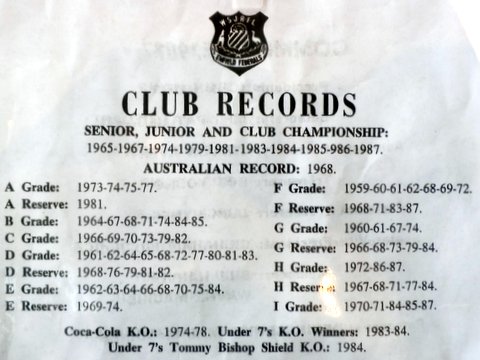 W.S.J.R.F.L.
ENFIELD FEDERALS
CLUB RECORDS
SENIOR, JUNIOR AND CLUB CHAMPIONSHIP:
1965-1967-1974-1979-1981-1983-1984-1985-986-1987.
AUSTRALIAN RECORD: 1968.
A Grade: 1973-74-75-77.
A Reserve: 1981.
B Grade: 1964-67-68-71-74-84-85.
C Grade: 1966-69-70-73-79-82.
D Grade: 1961-62-64-65-68-72-77-80-81-83.
D Reserve: 1968-76-79-81-82.
E Grade: 1962-63-64-66-68-70-75-84.
E Reserve: 1969-74.
F Grade: 1959-60-61-62-68-69-72.
F Reserve: 1968-71-83-87.
G Grade: 1960-61-67-74.
G Reserve: 1966-68-73-79-84.
H Grade: 1972-86-87.
H Reserve: 1967-68-71-77-84.
I Grade: 1970-71-84-85-87.
Coca-Cola K.O.: 1974-78. Under 7's K.O. Winners: 1983-84.
Under 7's Tommy Bishop Shield K.O.: 1984.